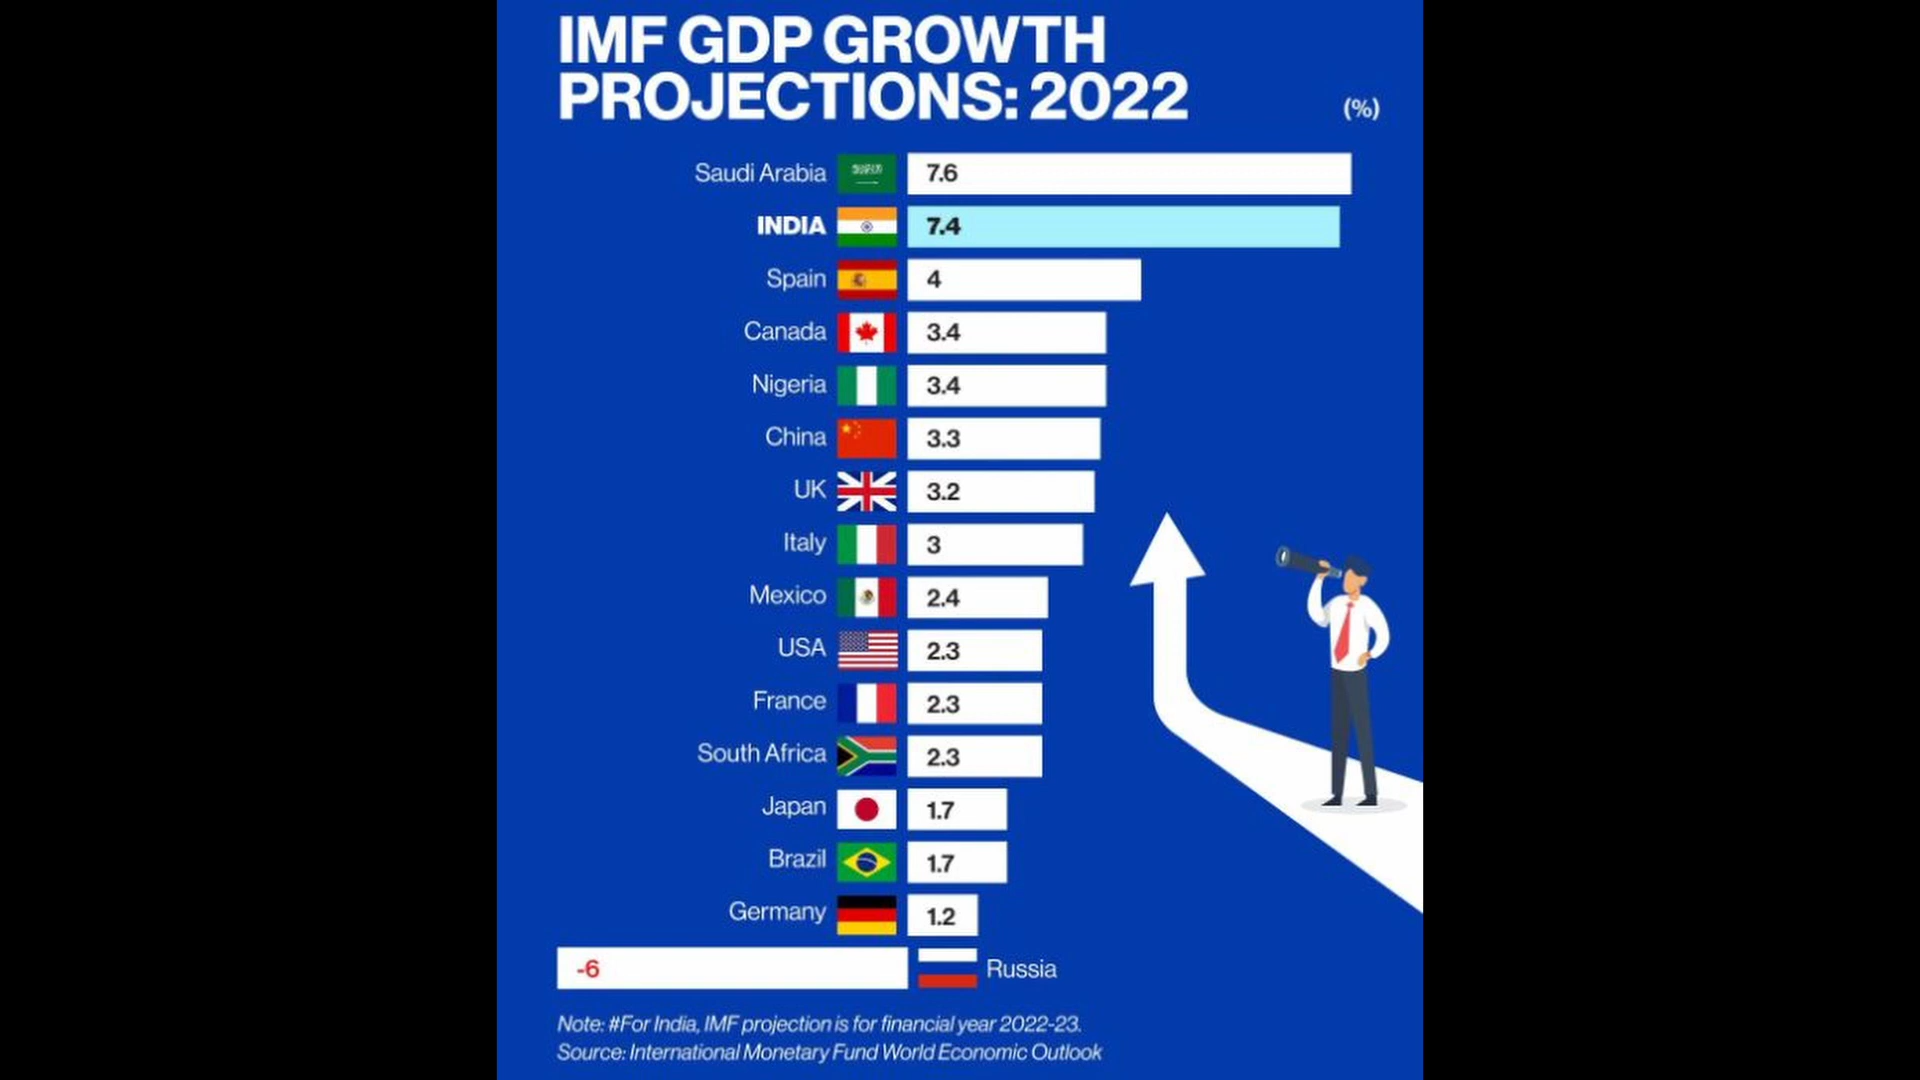 IMF GDP GROWTH
PROJECTIONS: 2022
(%)
Saudi Arabia 7.6
INDIA 7.4
Spain 4
Canada 3.4
Nigeria 3.4
China 3.3
UK 3.2
Italy 3
Mexico 2.4
USA 2.3
France 2.3
South Africa 2.3
Japan 1.7
Brazil 1.7
Germany 1.2
-6 Russia
Note: #For India, IMF projection is for financial year 2022-23.
Source: International Monetary Fund World Economic Outlook